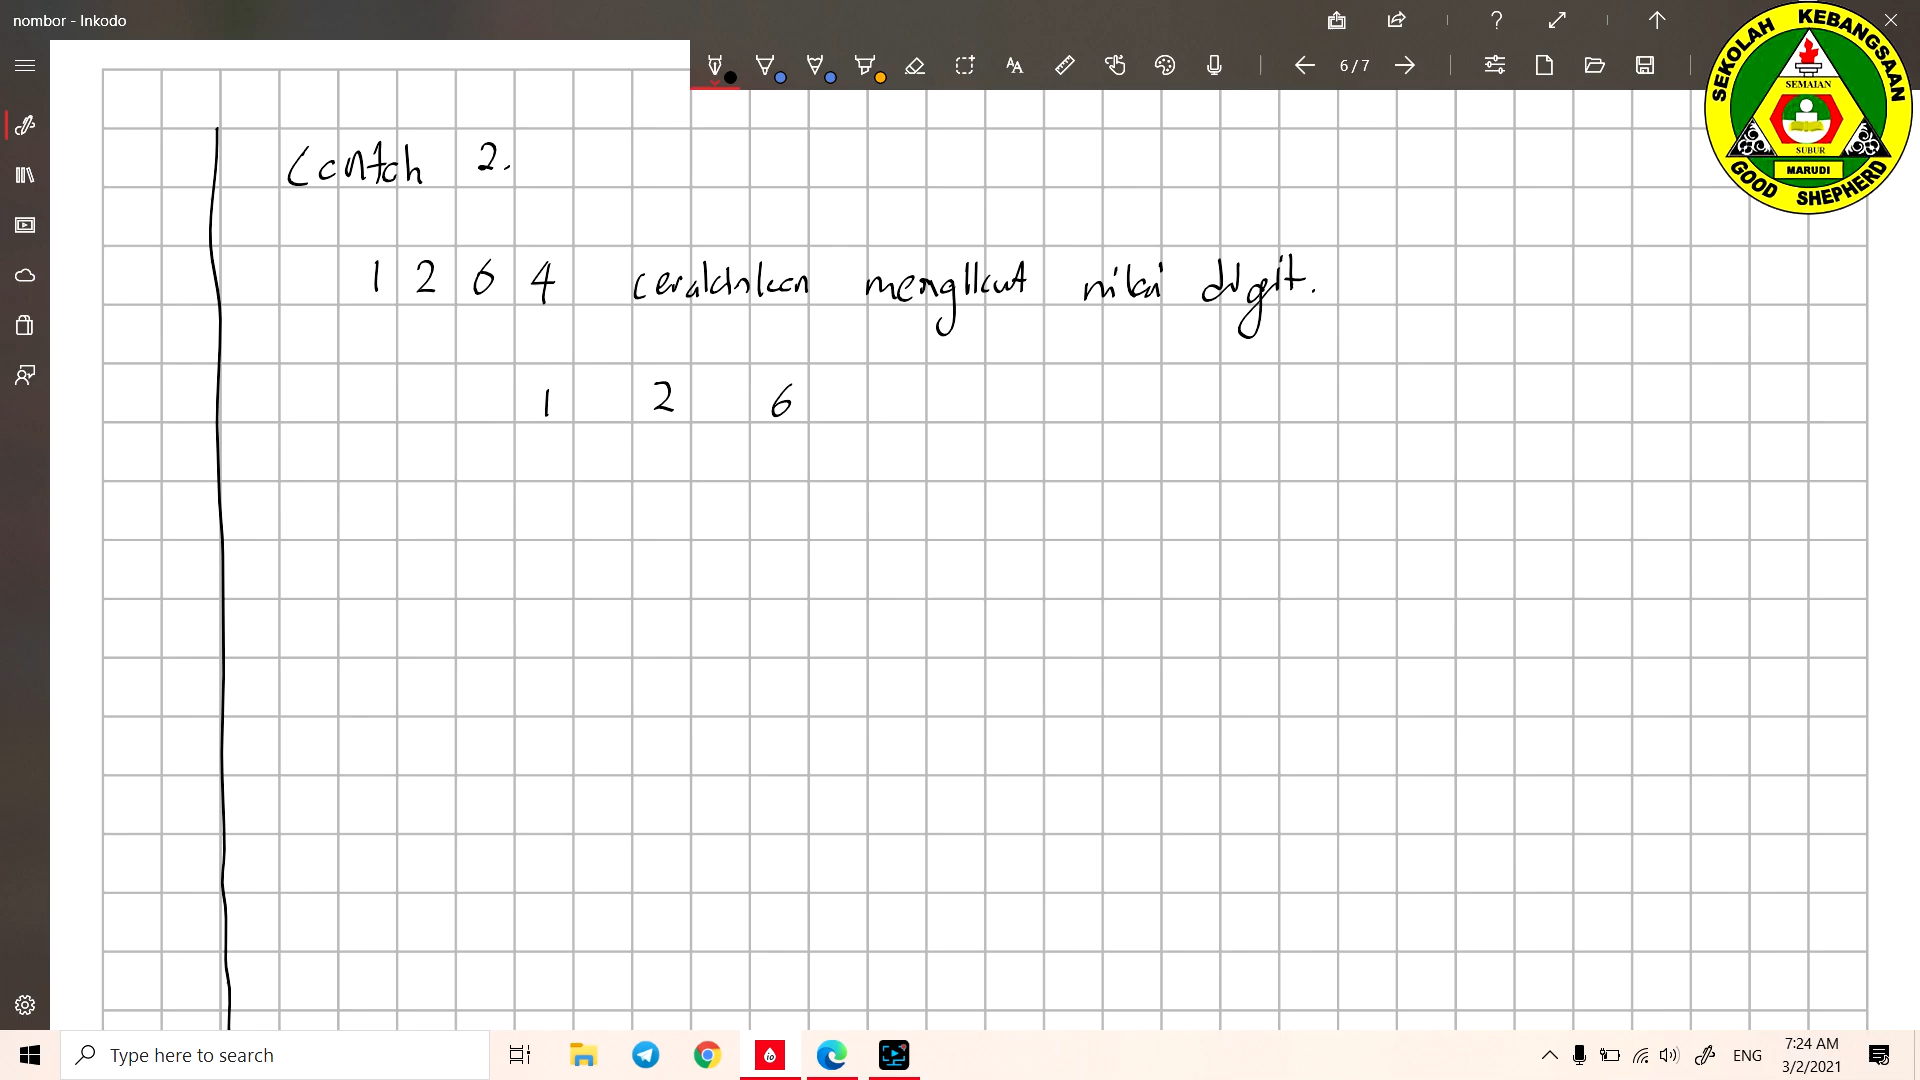 nombor - Inkodo
6 / 7
SEKOLAH KEBANGSAAN
SEMAIAN
SUBUR
MARUDI
GOOD SHEPHERD
Contoh 2.
1 2 6 4 cerakinkan mengikut nilai digit.
1 2 6
Type here to search
ENG
7:24 AM
3/2/2021